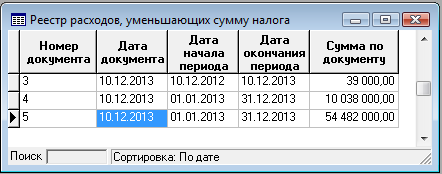 Реестр расходов, уменьшающих сумму налога
Номер документа Дата документа Дата начала периода Дата окончания периода Сумма по документу
3 10.12.2013 10.12.2012 10.12.2013 39 000,00
4 10.12.2013 01.01.2013 31.12.2013 10 038 000,00
5 10.12.2013 01.01.2013 31.12.2013 54 482 000,00
Поиск Сортировка: По дате